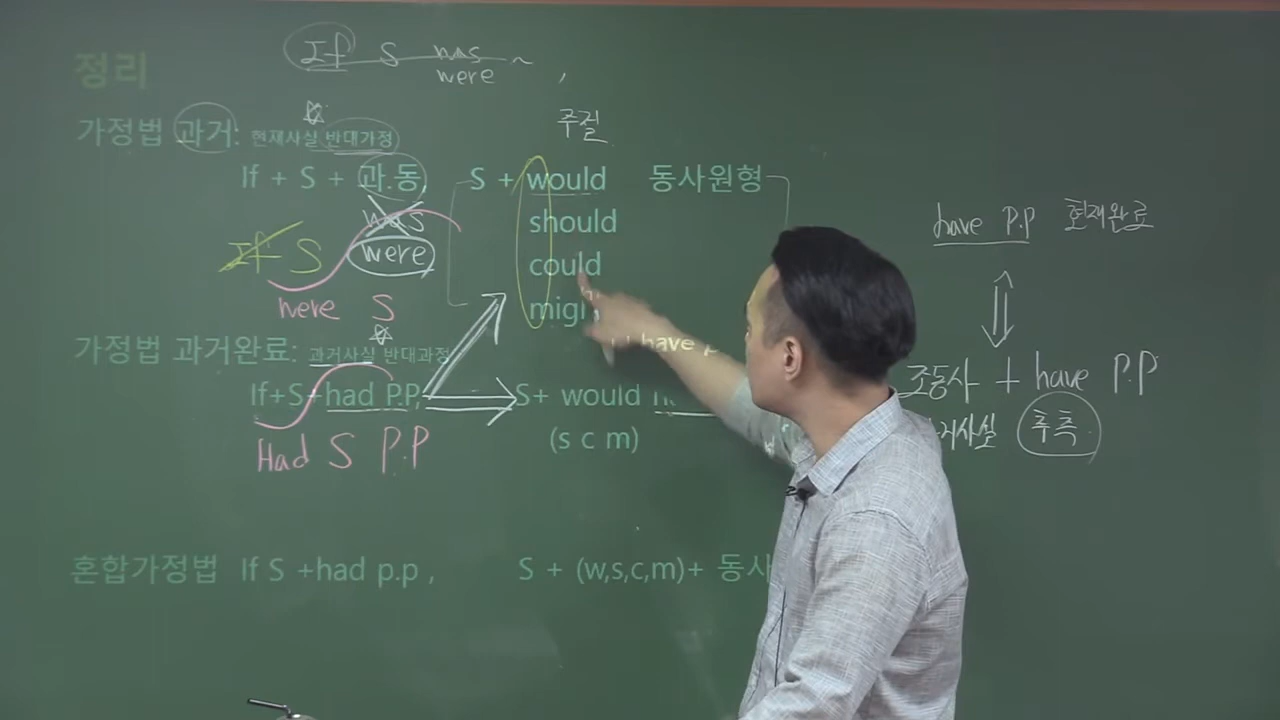 If S was ~
were ,
정리
주절
가정법 과거: 현재사실 반대가정
If + S + 과.동, S + would 동사원형
was should
If S were could
were S
have P.P 현재완료
가정법 과거완료: 과거사실 반대과정
have
If+S+had P.P, S+ would
조동사 + have P.P
(s c m)
추측
Had S P.P
혼합가정법 If S +had p.p , S + (w,s,c,m)+